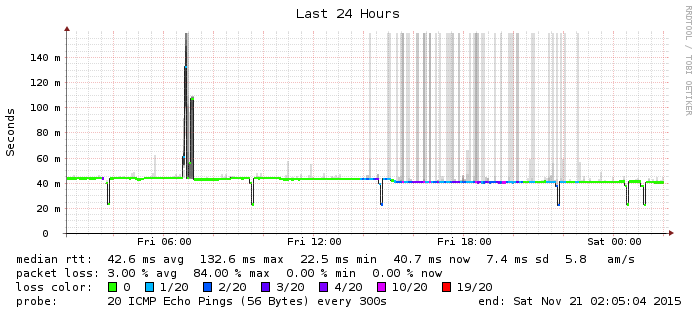 Last 24 Hours
RRDTOOL / TOBI OETIKER
Seconds
140 m
120 m
100 m
80 m
60 m
40 m
20 m
0
Fri 06:00 Fri 12:00 Fri 18:00 Sat 00:00
median rtt: 42.6 ms avg 132.6 ms max 22.5 ms min 40.7 ms now 7.4 ms sd 5.8 am/s
packet loss: 3.00 % avg 84.00 % max 0.00 % min 0.00 % now
loss color: 0 1/20 2/20 3/20 4/20 10/20 19/20
probe: 20 ICMP Echo Pings (56 Bytes) every 300s end: Sat Nov 21 02:05:04 2015